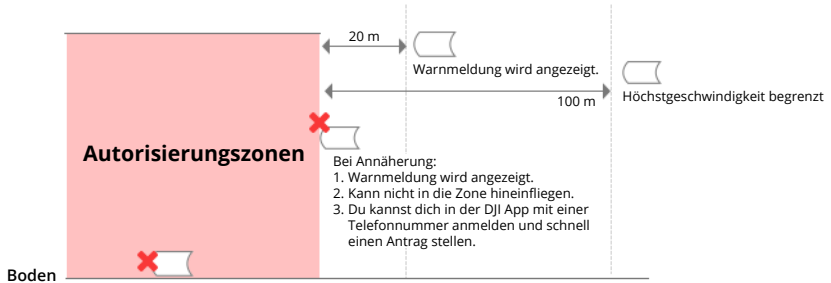 20 m
Warnmeldung wird angezeigt.
100 m
Höchstgeschwindigkeit begrenzt
Autorisierungszonen
Bei Annäherung:
1. Warnmeldung wird angezeigt.
2. Kann nicht in die Zone hineinfliegen.
3. Du kannst dich in der DJI App mit einer
Telefonnummer anmelden und schnell
einen Antrag stellen.
Boden